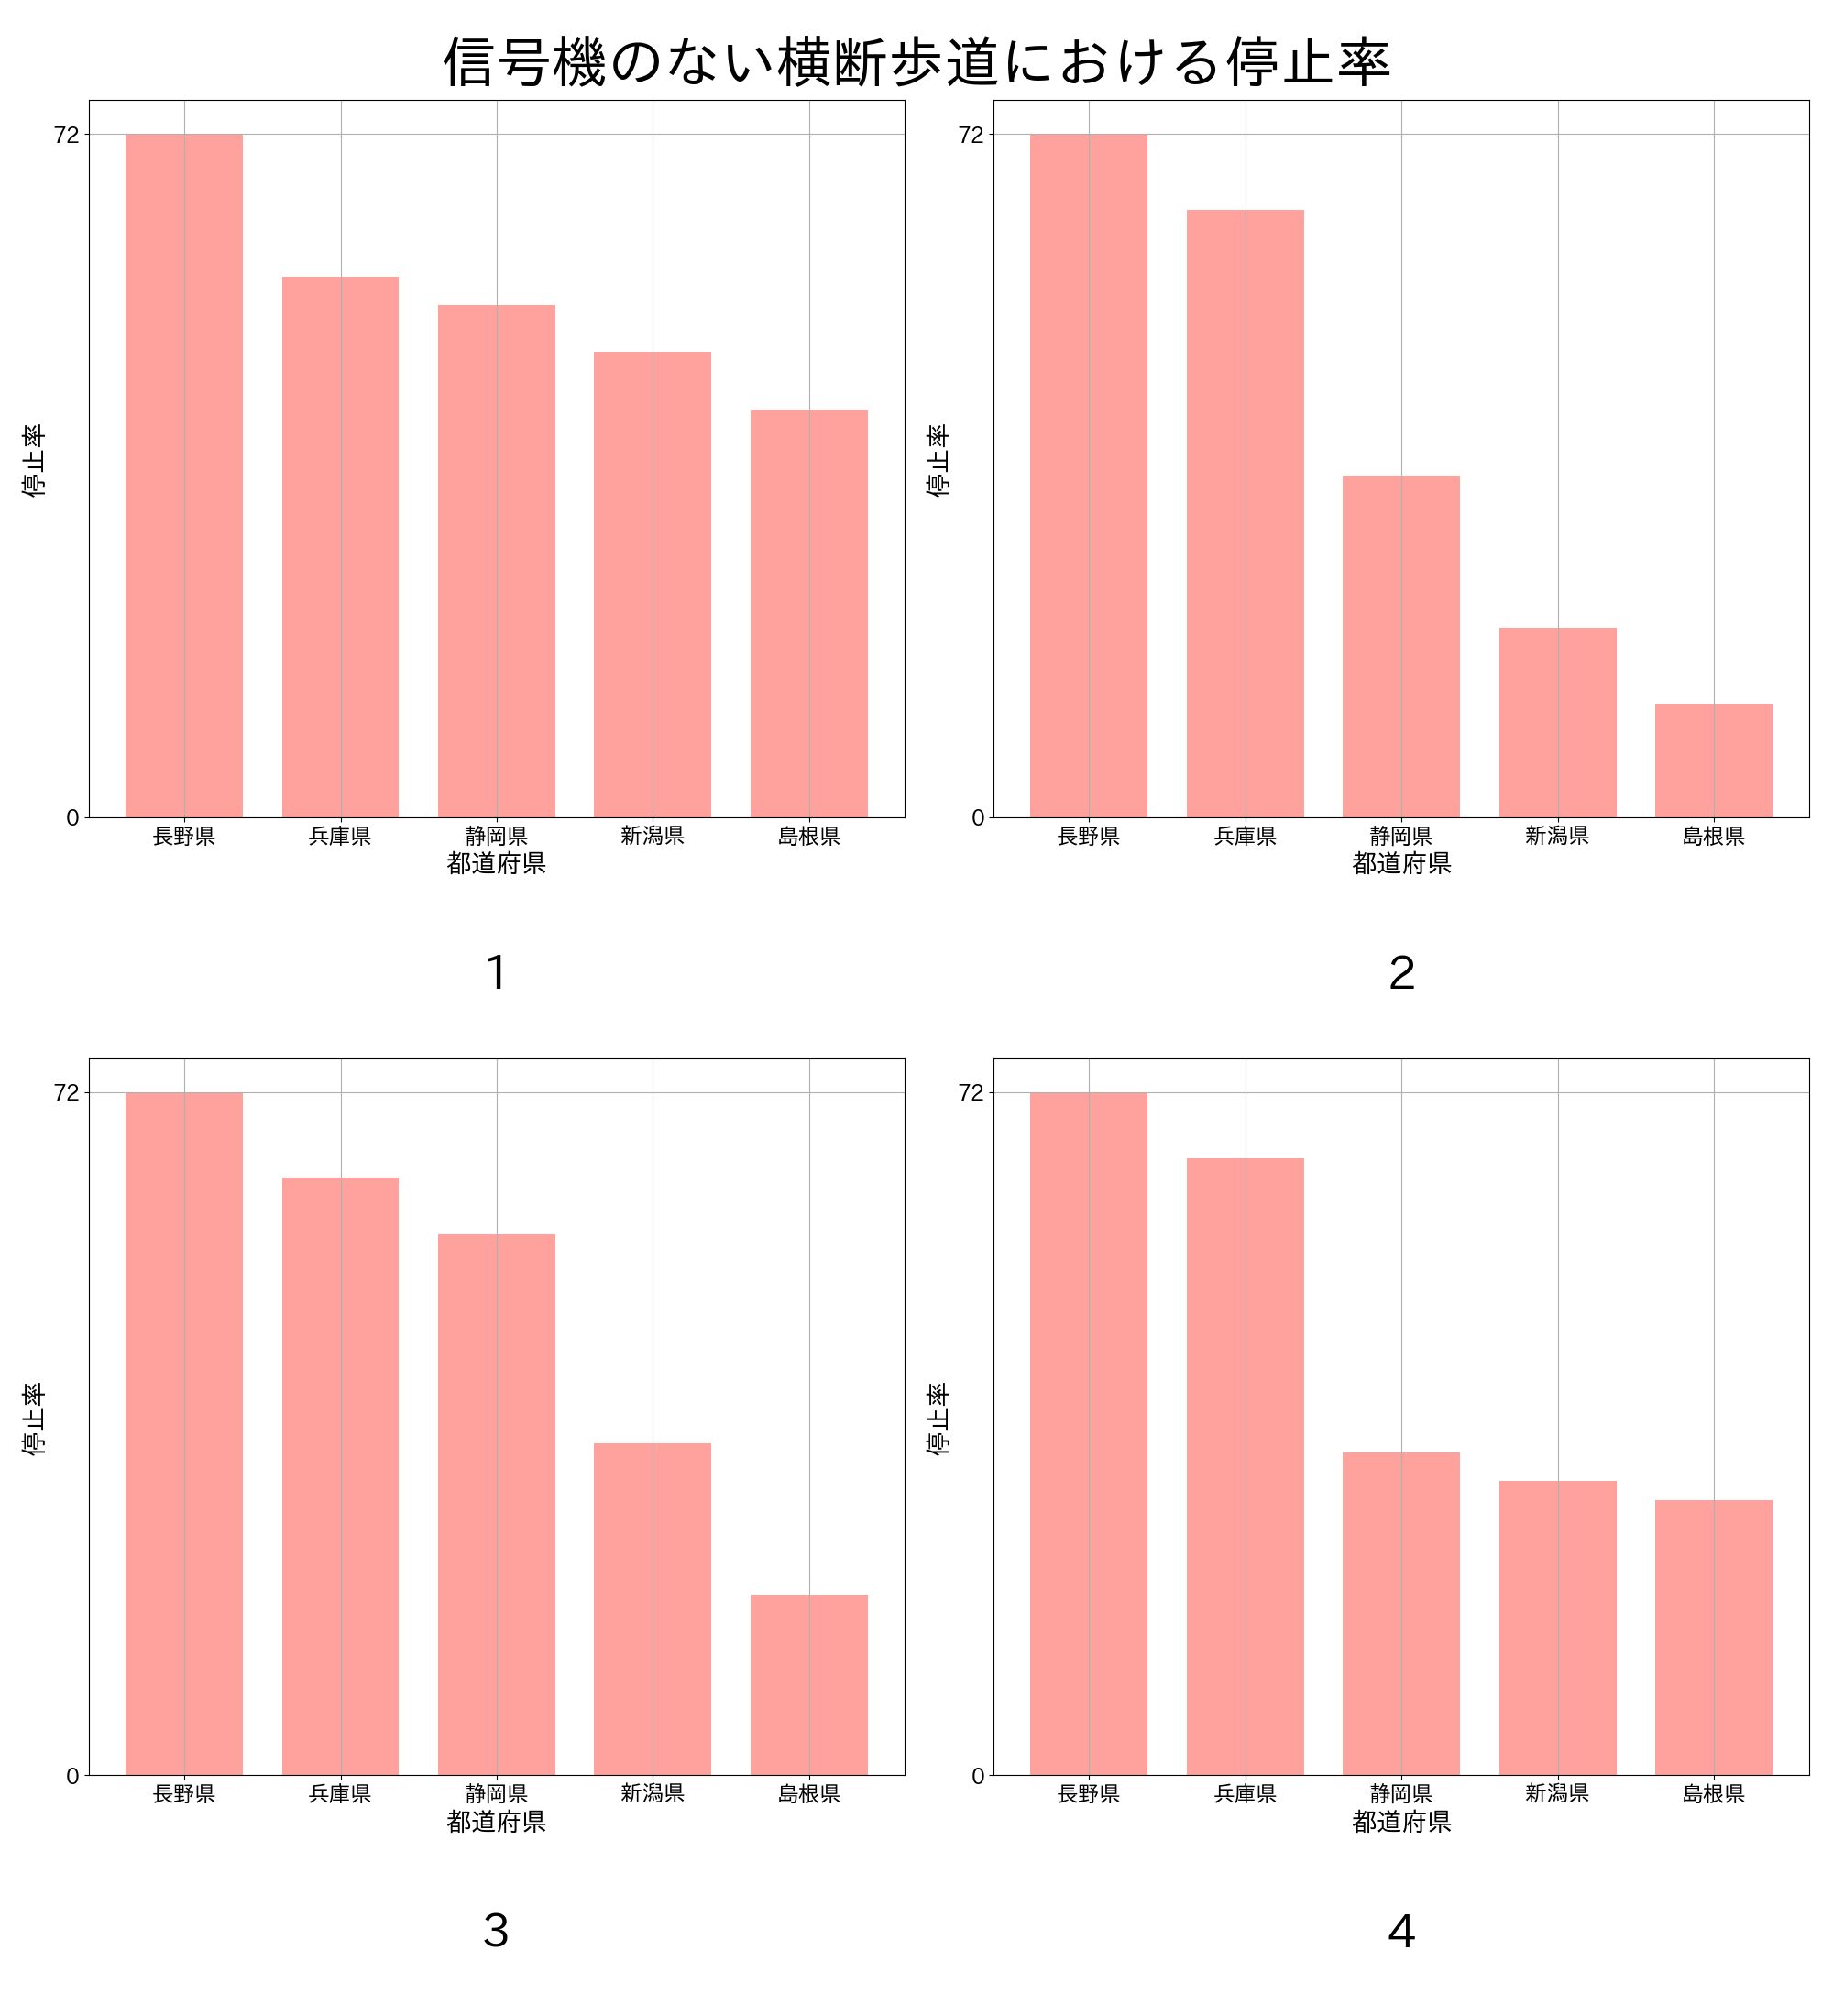 信号機のない横断歩道における停止率
72
0
停止率
長野県 兵庫県 静岡県 新潟県 島根県
都道府県
1
72
0
停止率
長野県 兵庫県 静岡県 新潟県 島根県
都道府県
2
72
0
停止率
長野県 兵庫県 静岡県 新潟県 島根県
都道府県
3
72
0
停止率
長野県 兵庫県 静岡県 新潟県 島根県
都道府県
4